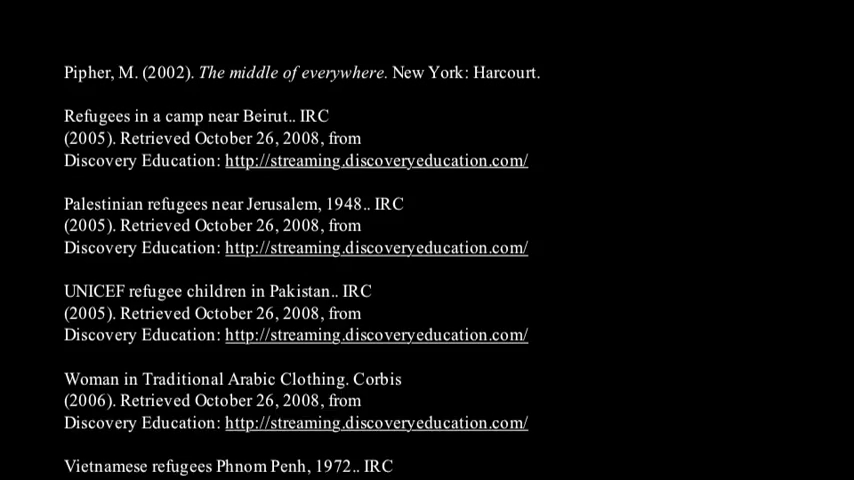 Pipher, M. (2002). The middle of everywhere. New York: Harcourt.
Refugees in a camp near Beirut.. IRC
(2005). Retrieved October 26, 2008, from
Discovery Education: http://streaming.discoveryeducation.com/
Palestinian refugees near Jerusalem, 1948.. IRC
(2005). Retrieved October 26, 2008, from
Discovery Education: http://streaming.discoveryeducation.com/
UNICEF refugee children in Pakistan.. IRC
(2005). Retrieved October 26, 2008, from
Discovery Education: http://streaming.discoveryeducation.com/
Woman in Traditional Arabic Clothing. Corbis
(2006). Retrieved October 26, 2008, from
Discovery Education: http://streaming.discoveryeducation.com/
Vietnamese refugees Phnom Penh, 1972.. IRC